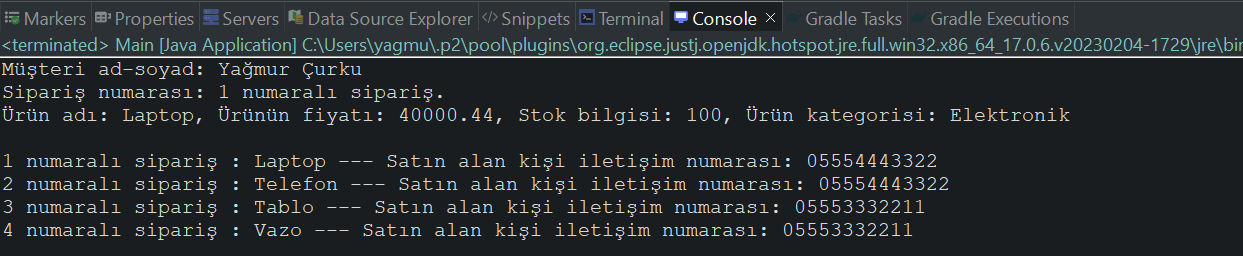 Markers Properties Servers Data Source Explorer Snippets Terminal Console Gradle Tasks Gradle Executions
<terminated> Main [Java Application] C:\Users\yagmu\.p2\pool\plugins\org.eclipse.justj.openjdk.hotspot.jre.full.win32.x86_64_17.0.6.v20230204-1729\jre\bin
Müşteri ad-soyad: Yağmur Çurku
Sipariş numarası: 1 numaralı sipariş.
Ürün adı: Laptop, Ürünün fiyatı: 40000.44, Stok bilgisi: 100, Ürün kategorisi: Elektronik
1 numaralı sipariş : Laptop --- Satın alan kişi iletişim numarası: 05554443322
2 numaralı sipariş : Telefon --- Satın alan kişi iletişim numarası: 05554443322
3 numaralı sipariş : Tablo --- Satın alan kişi iletişim numarası: 05553332211
4 numaralı sipariş : Vazo --- Satın alan kişi iletişim numarası: 05553332211